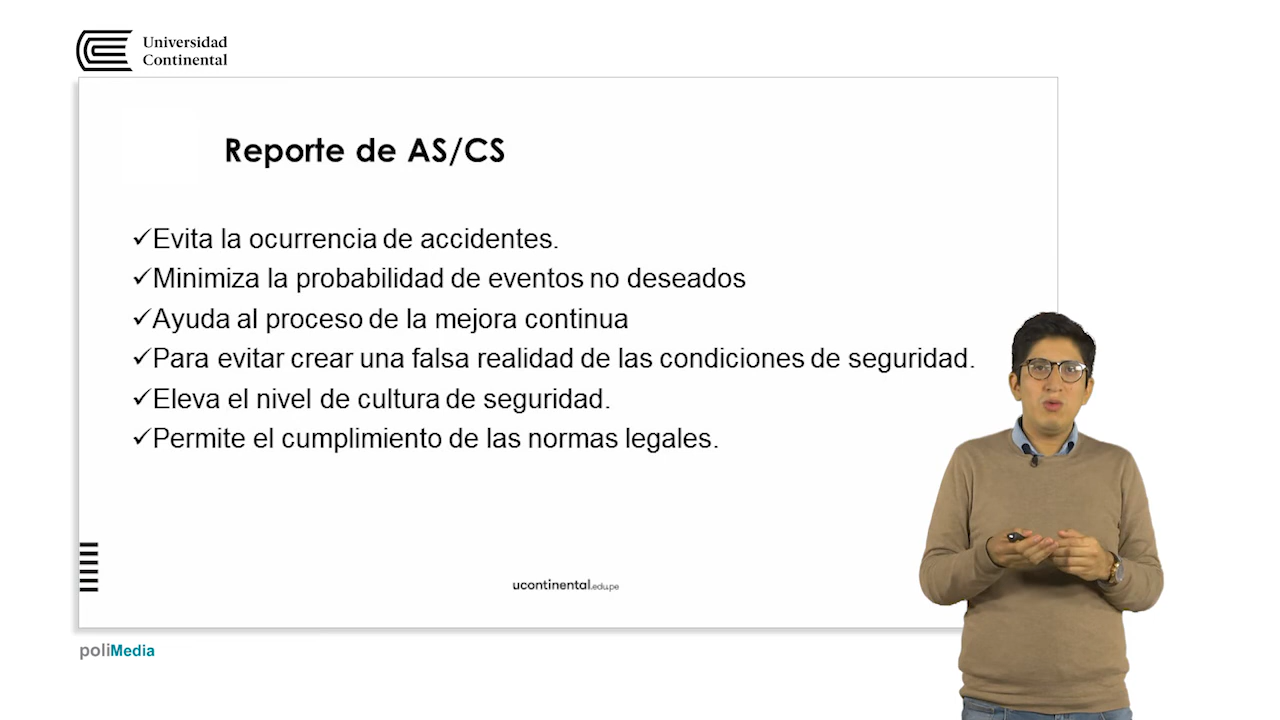 Universidad
Continental
Reporte de AS/CS
✓Evita la ocurrencia de accidentes.
✓Minimiza la probabilidad de eventos no deseados
✓Ayuda al proceso de la mejora continua
✓Para evitar crear una falsa realidad de las condiciones de seguridad.
✓Eleva el nivel de cultura de seguridad.
✓Permite el cumplimiento de las normas legales.
ucontinental.edu.pe
poliMedia